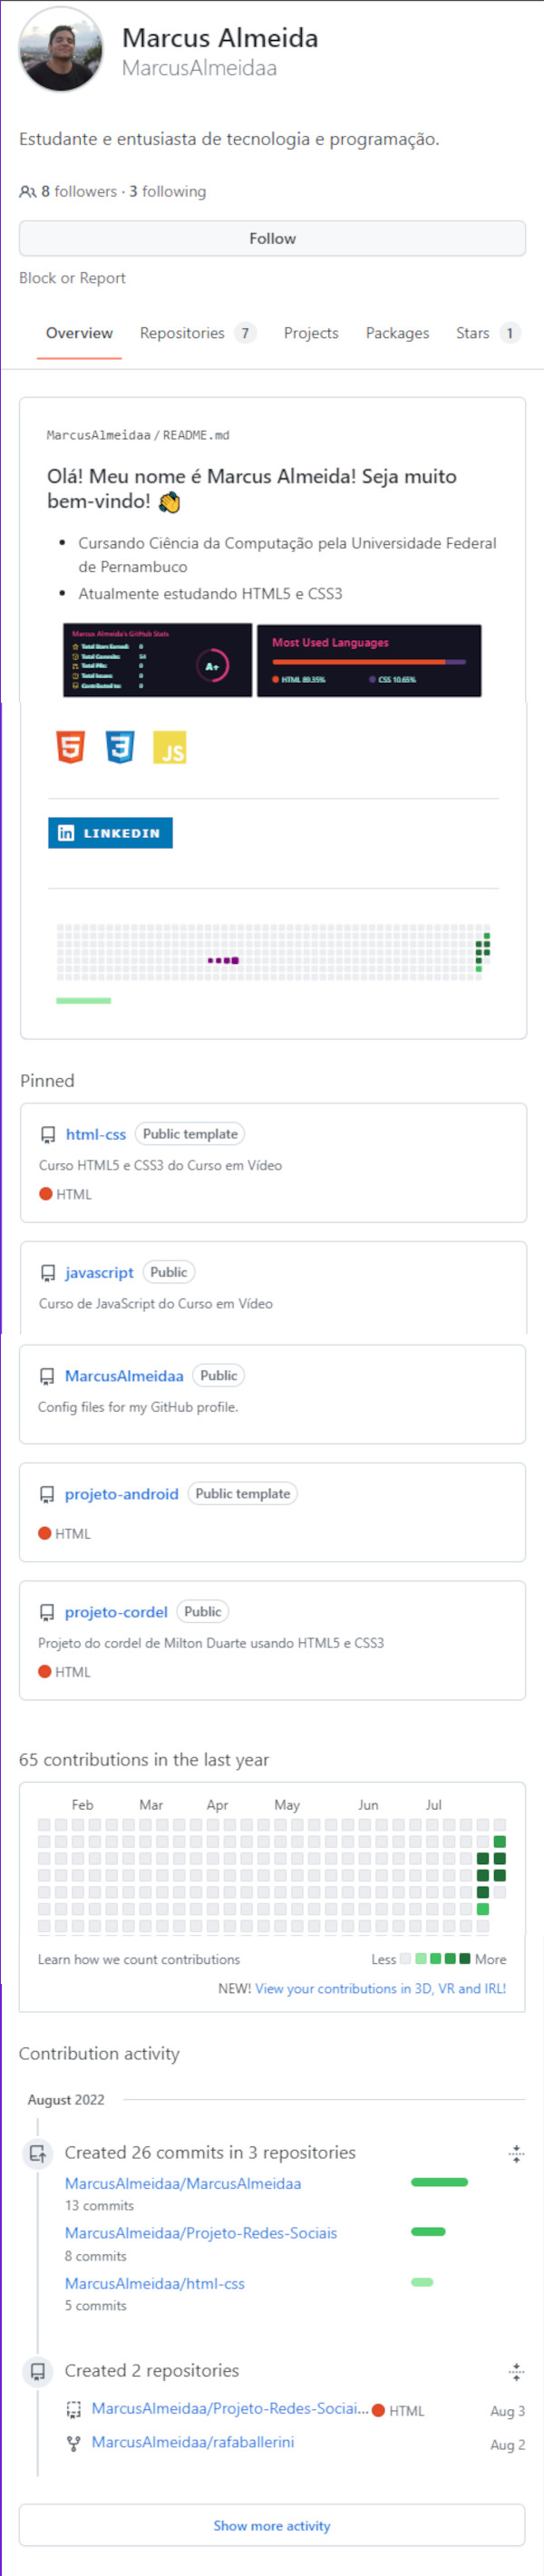 Marcus Almeida
MarcusAlmeidaa
Estudante e entusiasta de tecnologia e programação.
8 followers · 3 following
Follow
Block or Report
Overview Repositories 7 Projects Packages Stars 1
MarcusAlmeidaa / README.md
Olá! Meu nome é Marcus Almeida! Seja muito
bem-vindo! 👏
• Cursando Ciência da Computação pela Universidade Federal
de Pernambuco
• Atualmente estudando HTML5 e CSS3
Marcus Almeida's GitHub Stats
Total Stars Earned: 0
Total Commits: 54
Total PRs: 0
Total Issues: 0
Contributed to: 0
A+
Most Used Languages
HTML 89.35% CSS 10.65%
5 3 JS
in LINKEDIN
Pinned
html-css Public template
Curso HTML5 e CSS3 do Curso em Vídeo
HTML
javascript Public
Curso de JavaScript do Curso em Vídeo
MarcusAlmeidaa Public
Config files for my GitHub profile.
projeto-android Public template
HTML
projeto-cordel Public
Projeto do cordel de Milton Duarte usando HTML5 e CSS3
HTML
65 contributions in the last year
Feb Mar Apr May Jun Jul
Learn how we count contributions Less More
NEW! View your contributions in 3D, VR and IRL!
Contribution activity
August 2022
Created 26 commits in 3 repositories
MarcusAlmeidaa/MarcusAlmeidaa
13 commits
MarcusAlmeidaa/Projeto-Redes-Sociais
8 commits
MarcusAlmeidaa/html-css
5 commits
Created 2 repositories
MarcusAlmeidaa/Projeto-Redes-Sociai... HTML Aug 3
MarcusAlmeidaa/rafaballerini Aug 2
Show more activity